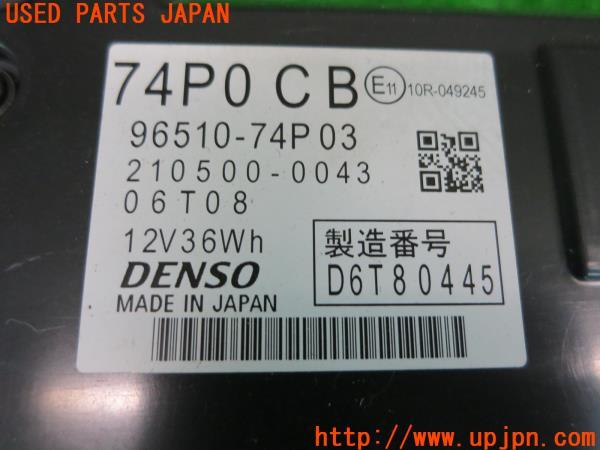 USED PARTS JAPAN
74P0 CB E11 10R-049245
96510-74P03
210500-0043
06T08
12V36Wh
製造番号
DENSO
D6T80445
MADE IN JAPAN
http://www.upjpn.com/